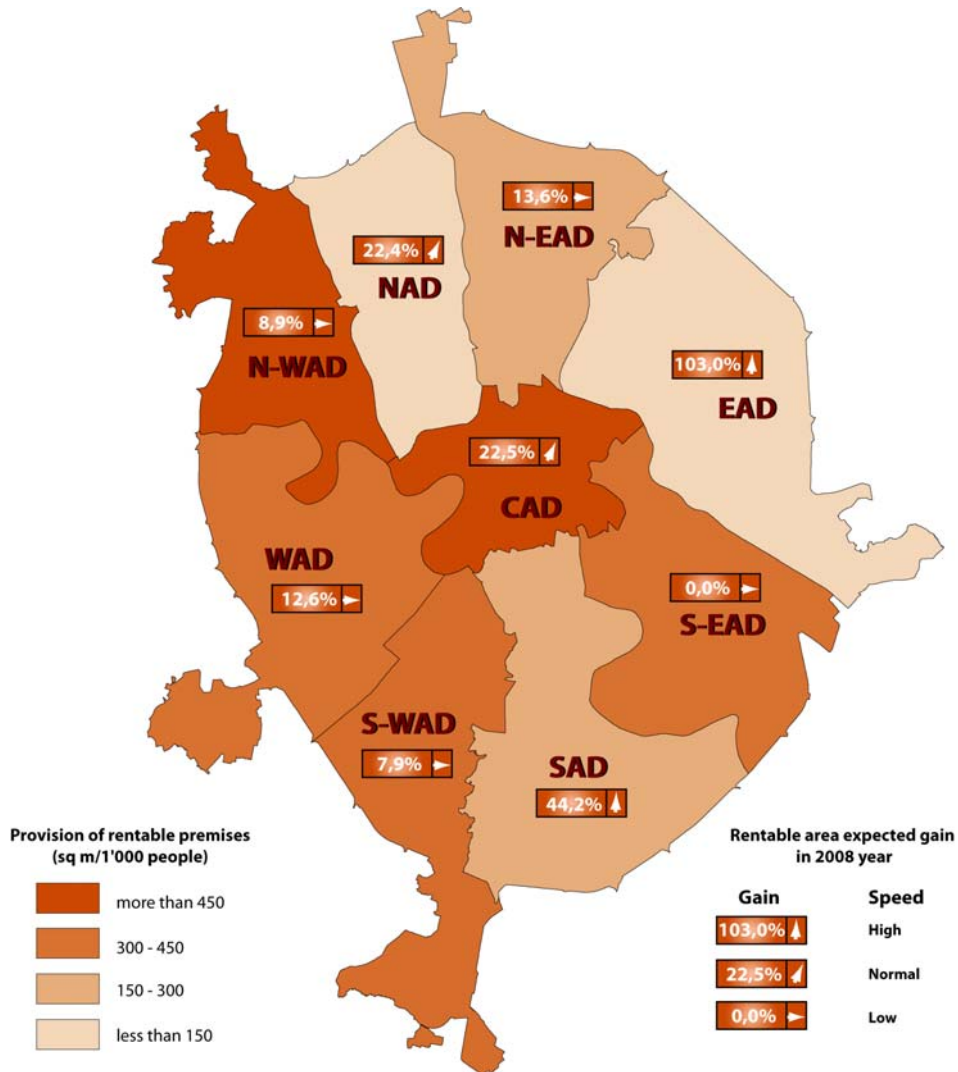 13,6%
N-EAD
22,4%
NAD
8,9%
N-WAD
103,0%
EAD
22,5%
CAD
WAD
12,6%
0,0%
S-EAD
S-WAD
7,9%
SAD
44,2%
Provision of rentable premises
(sq m/1'000 people)
more than 450
300 - 450
150 - 300
less than 150
Rentable area expected gain
in 2008 year
Gain Speed
103,0% High
22,5% Normal
0,0% Low